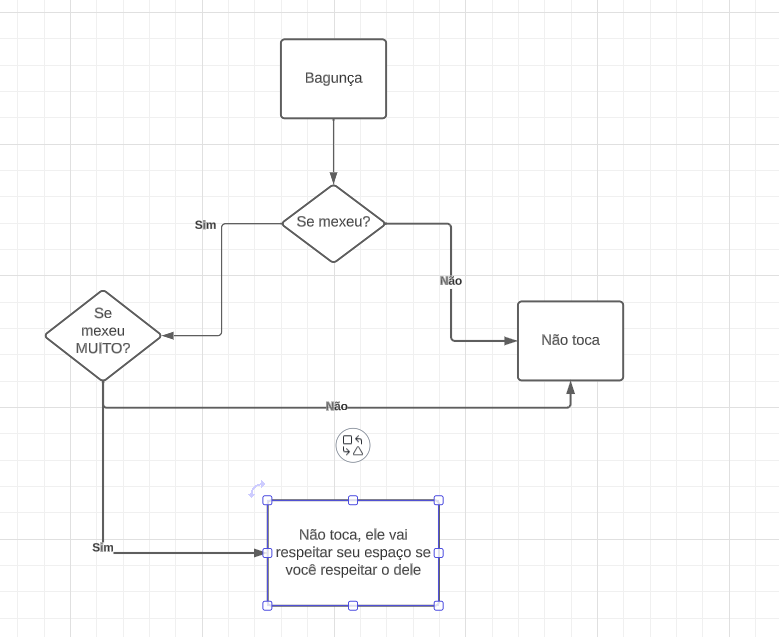 Bagunça
Se mexeu?
Sim
Não
Se
mexeu
MUITO?
Não toca
Não
Não toca, ele vai
respeitar seu espaço se
você respeitar o dele
Sim